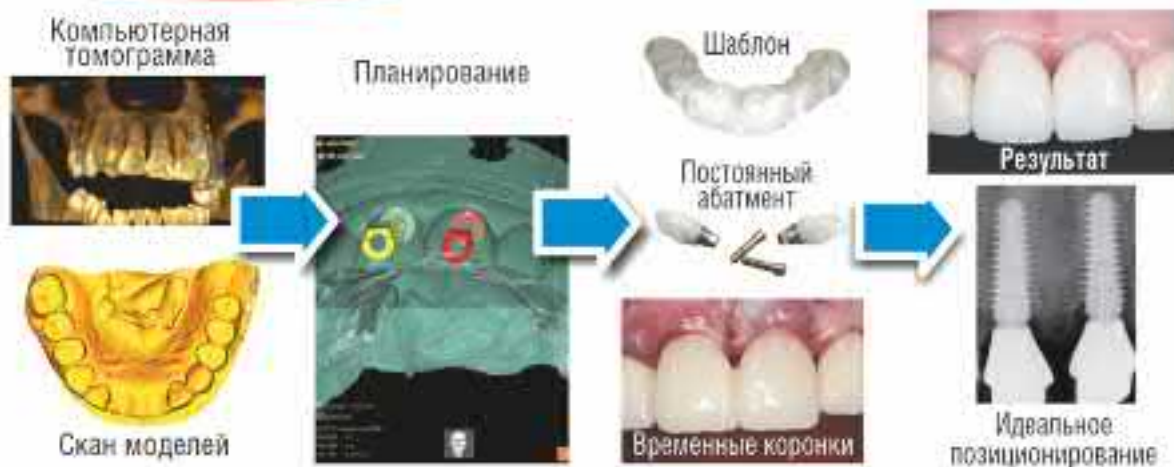 Компьютерная
томограмма
Скан моделей
Планирование
Шаблон
Постоянный
абатмент
Временные коронки
Результат
Идеальное
позиционирование